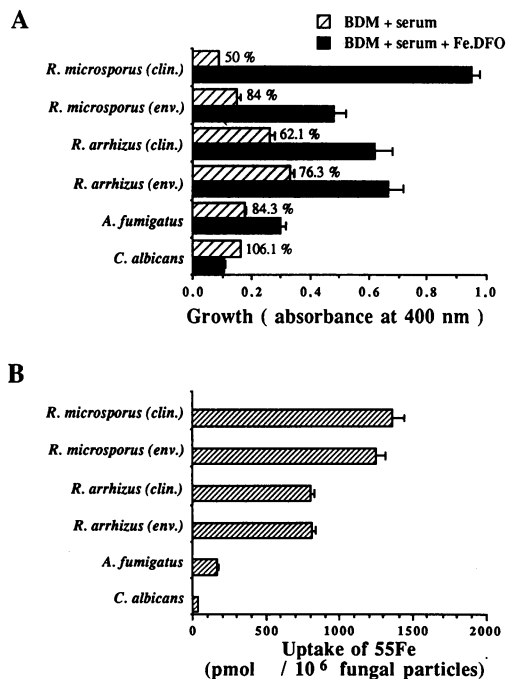 A
BDM + serum
BDM + serum + Fe.DFO
R. microsporus (clin.)
50 %
R. microsporus (env.)
84 %
R. arrhizus (clin.)
62.1 %
R. arrhizus (env.)
76.3 %
A. fumigatus
84.3 %
C. albicans
106.1 %
0.0 0.2 0.4 0.6 0.8 1.0
Growth ( absorbance at 400 nm )
B
R. microsporus (clin.)
R. microsporus (env.)
R. arrhizus (clin.)
R. arrhizus (env.)
A. fumigatus
C. albicans
0 500 1000 1500 2000
Uptake of 55Fe
(pmol / 10 6 fungal particles)